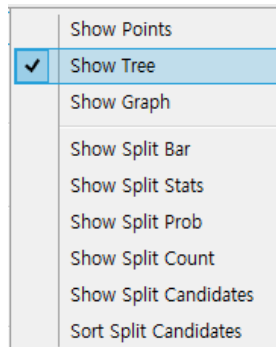 Show Points
Show Tree
Show Graph
Show Split Bar
Show Split Stats
Show Split Prob
Show Split Count
Show Split Candidates
Sort Split Candidates